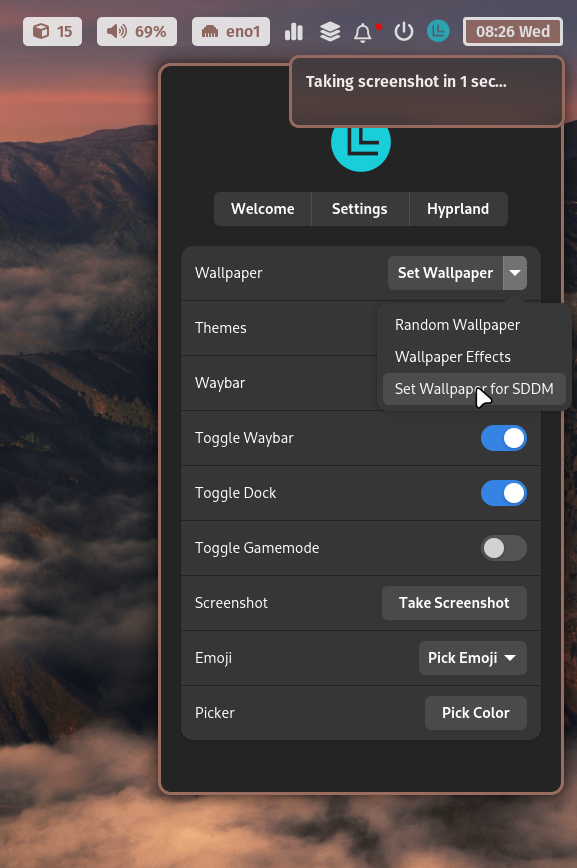 15 69% eno1 08:26 Wed
Taking screenshot in 1 sec...
Welcome Settings Hyprland
Wallpaper Set Wallpaper
Random Wallpaper
Themes
Wallpaper Effects
Waybar
Set Wallpaper for SDDM
Toggle Waybar
Toggle Dock
Toggle Gamemode
Screenshot Take Screenshot
Emoji Pick Emoji
Picker Pick Color